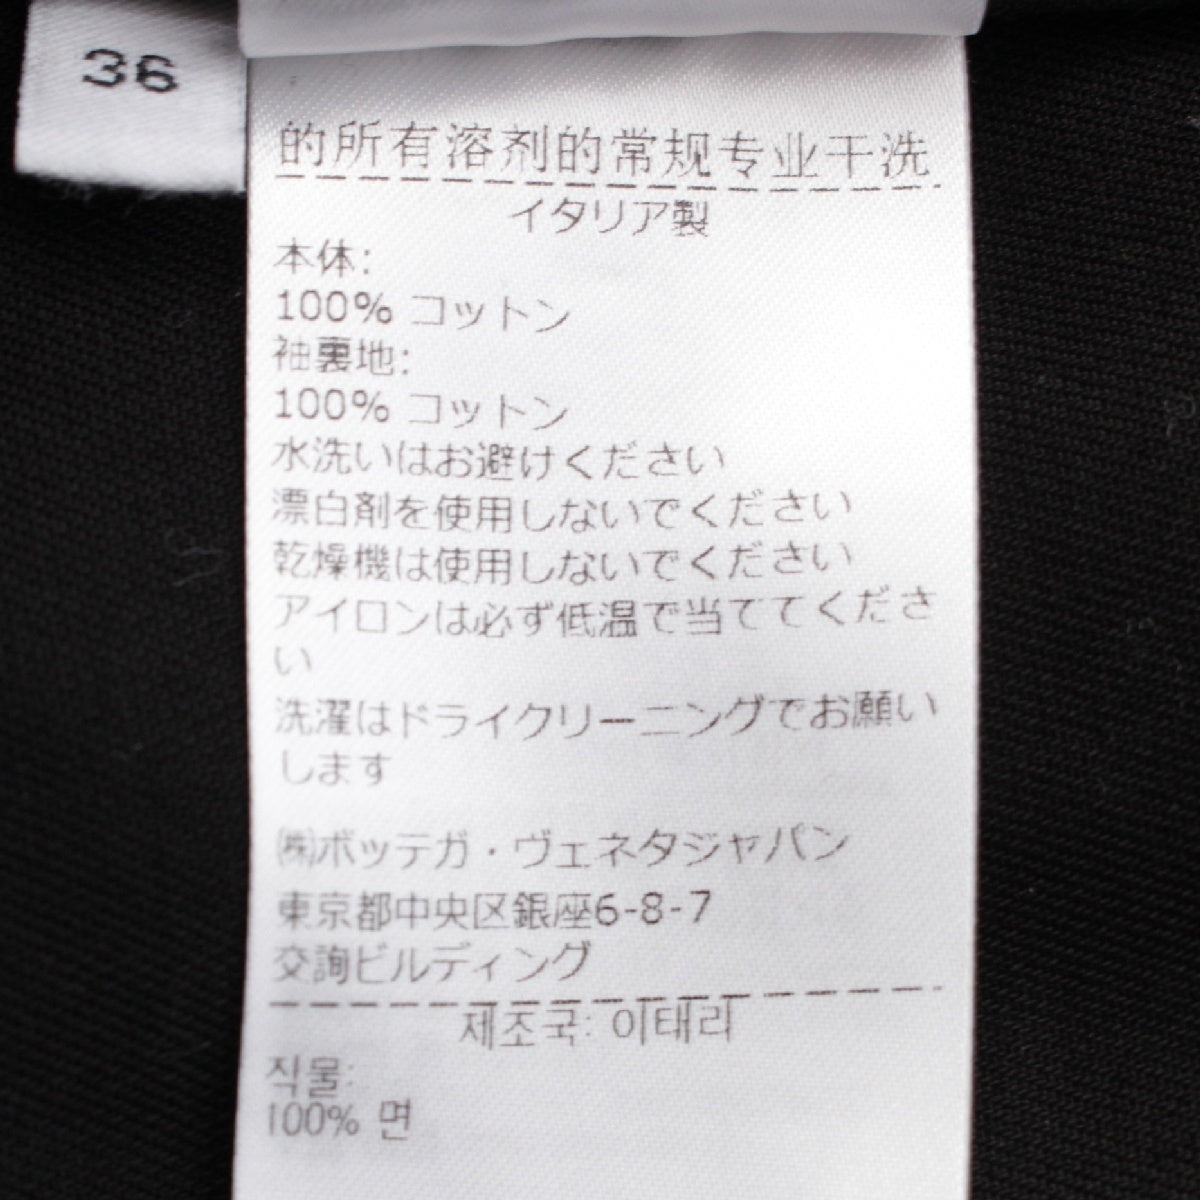 36
的所有溶剂的常规专业干洗
イタリア製
本体:
100% コットン
袖裏地:
100% コットン
水洗いはお避けください
漂白剤を使用しないでください
乾燥機は使用しないでください
アイロンは必ず低温で当ててくださ
い
洗濯はドライクリーニングでお願い
します
㈱ボッテガ・ヴェネタジャパン
東京都中央区銀座6-8-7
交詢ビルディング
제조국: 이태리
직물:
100% 면